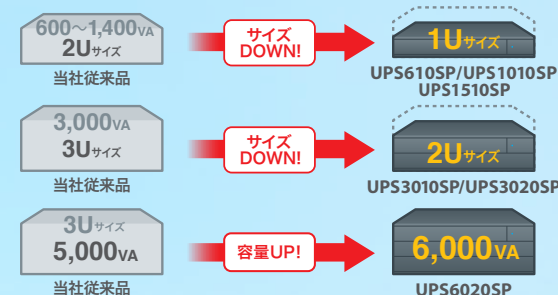 600〜1,400VA
2Uサイズ
当社従来品
サイズ
DOWN!
1Uサイズ
UPS610SP/UPS1010SP
UPS1510SP
3,000VA
3Uサイズ
当社従来品
サイズ
DOWN!
2Uサイズ
UPS3010SP/UPS3020SP
3Uサイズ
5,000VA
当社従来品
容量UP!
6,000VA
UPS6020SP